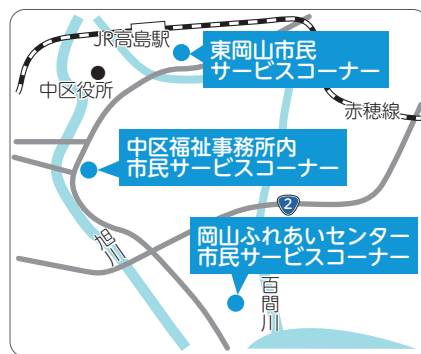 JR高島駅
東岡山市民
サービスコーナー
中区役所
赤穂線
中区福祉事務所内
市民サービスコーナー
2
旭川
岡山ふれあいセンター
市民サービスコーナー
百間川